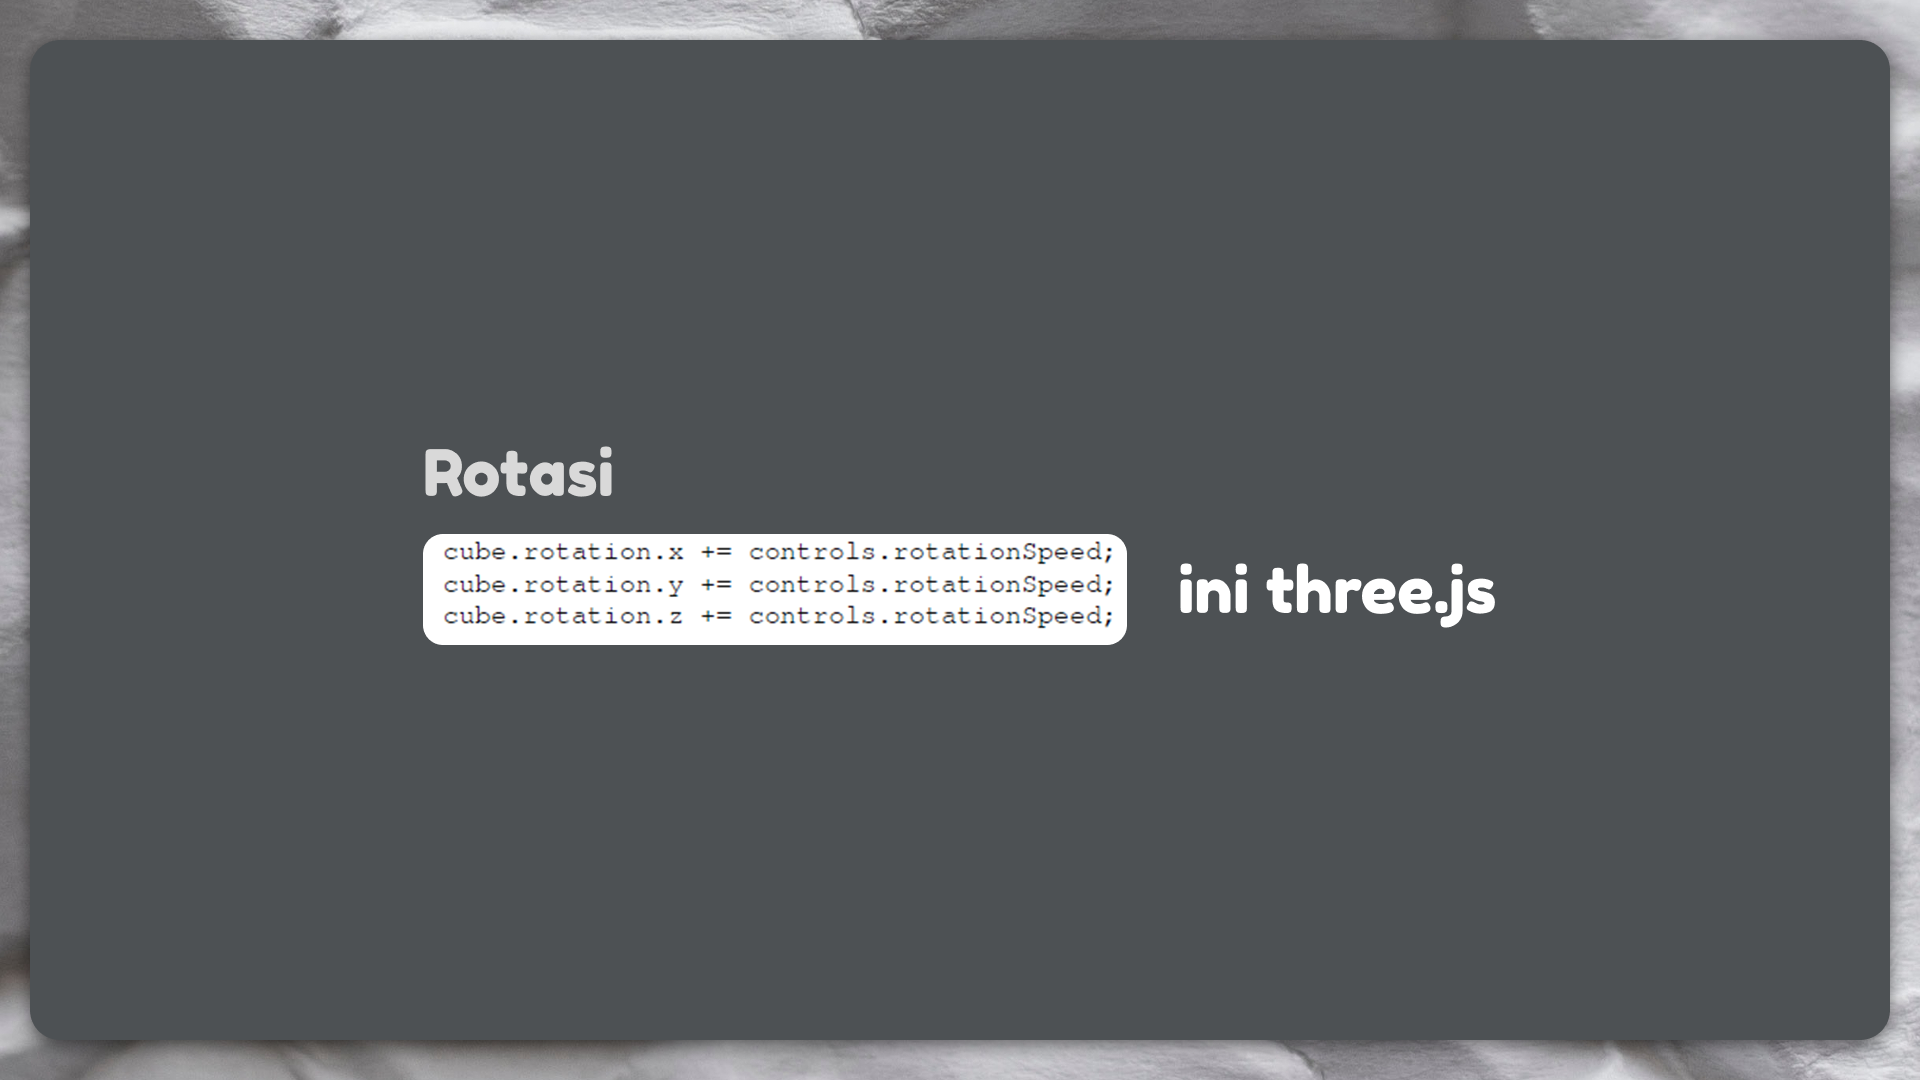 Rotasi
cube.rotation.x += controls.rotationSpeed;
cube.rotation.y += controls.rotationSpeed;
cube.rotation.z += controls.rotationSpeed;
ini three.js